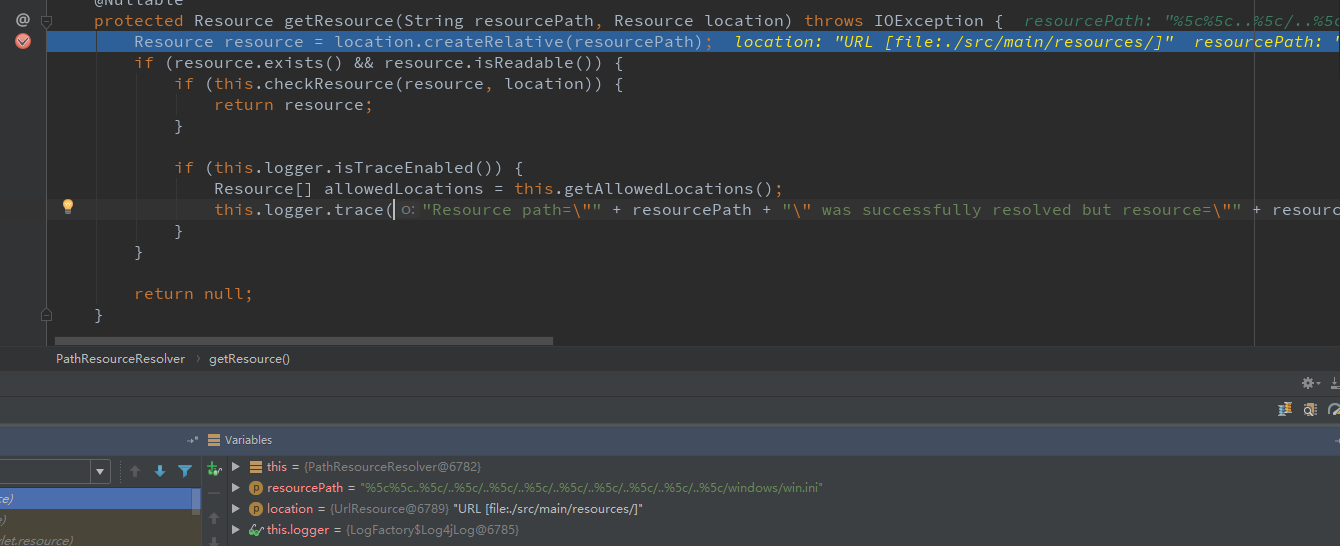 @Nullable
protected Resource getResource(String resourcePath, Resource location) throws IOException {  resourcePath: "%5c%5c..%5c/..%5c
@
Resource resource = location.createRelative(resourcePath);  location: "URL [file:./src/main/resources/]"  resourcePath: "
if (resource.exists() && resource.isReadable()) {
if (this.checkResource(resource, location)) {
return resource;
}
if (this.logger.isTraceEnabled()) {
Resource[] allowedLocations = this.getAllowedLocations();
this.logger.trace( o: "Resource path=\"" + resourcePath + "\" was successfully resolved but resource=\"" + resourc
}
}
return null;
}
PathResourceResolver > getResource()
Variables
this = {PathResourceResolver@6782}
resourcePath = "%5c%5c..%5c/..%5c/..%5c/..%5c/..%5c/..%5c/..%5c/..%5c/..%5c/windows/win.ini"
location = {UrlResource@6789} "URL [file:./src/main/resources/]"
this.logger = {LogFactory$Log4jLog@6785}
ce)
e)
vlet.resource)